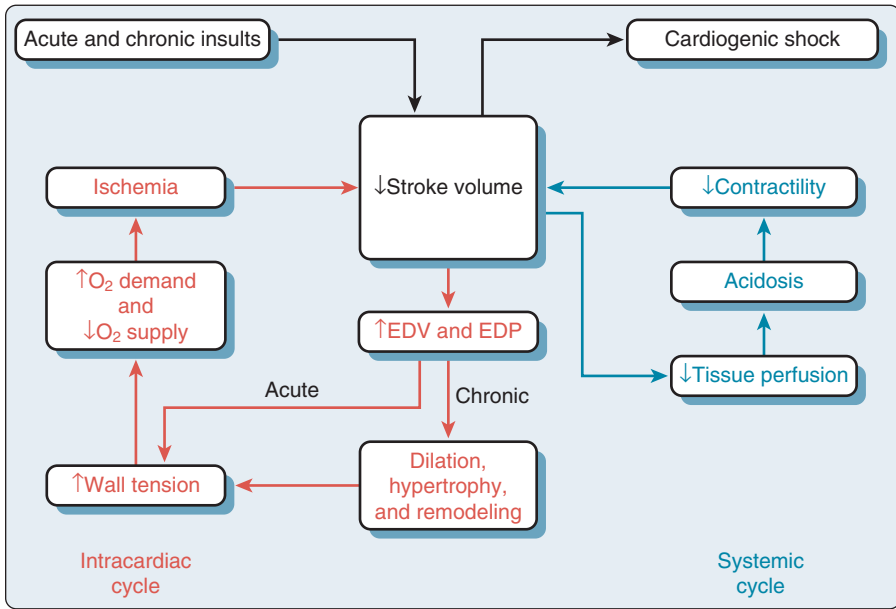 Acute and chronic insults
Cardiogenic shock
↓Stroke volume
Ischemia
↓Contractility
↑O₂ demand
and
↓O₂ supply
Acidosis
↑EDV and EDP
↓Tissue perfusion
Acute
Chronic
↑Wall tension
Dilation,
hypertrophy,
and remodeling
Intracardiac
cycle
Systemic
cycle